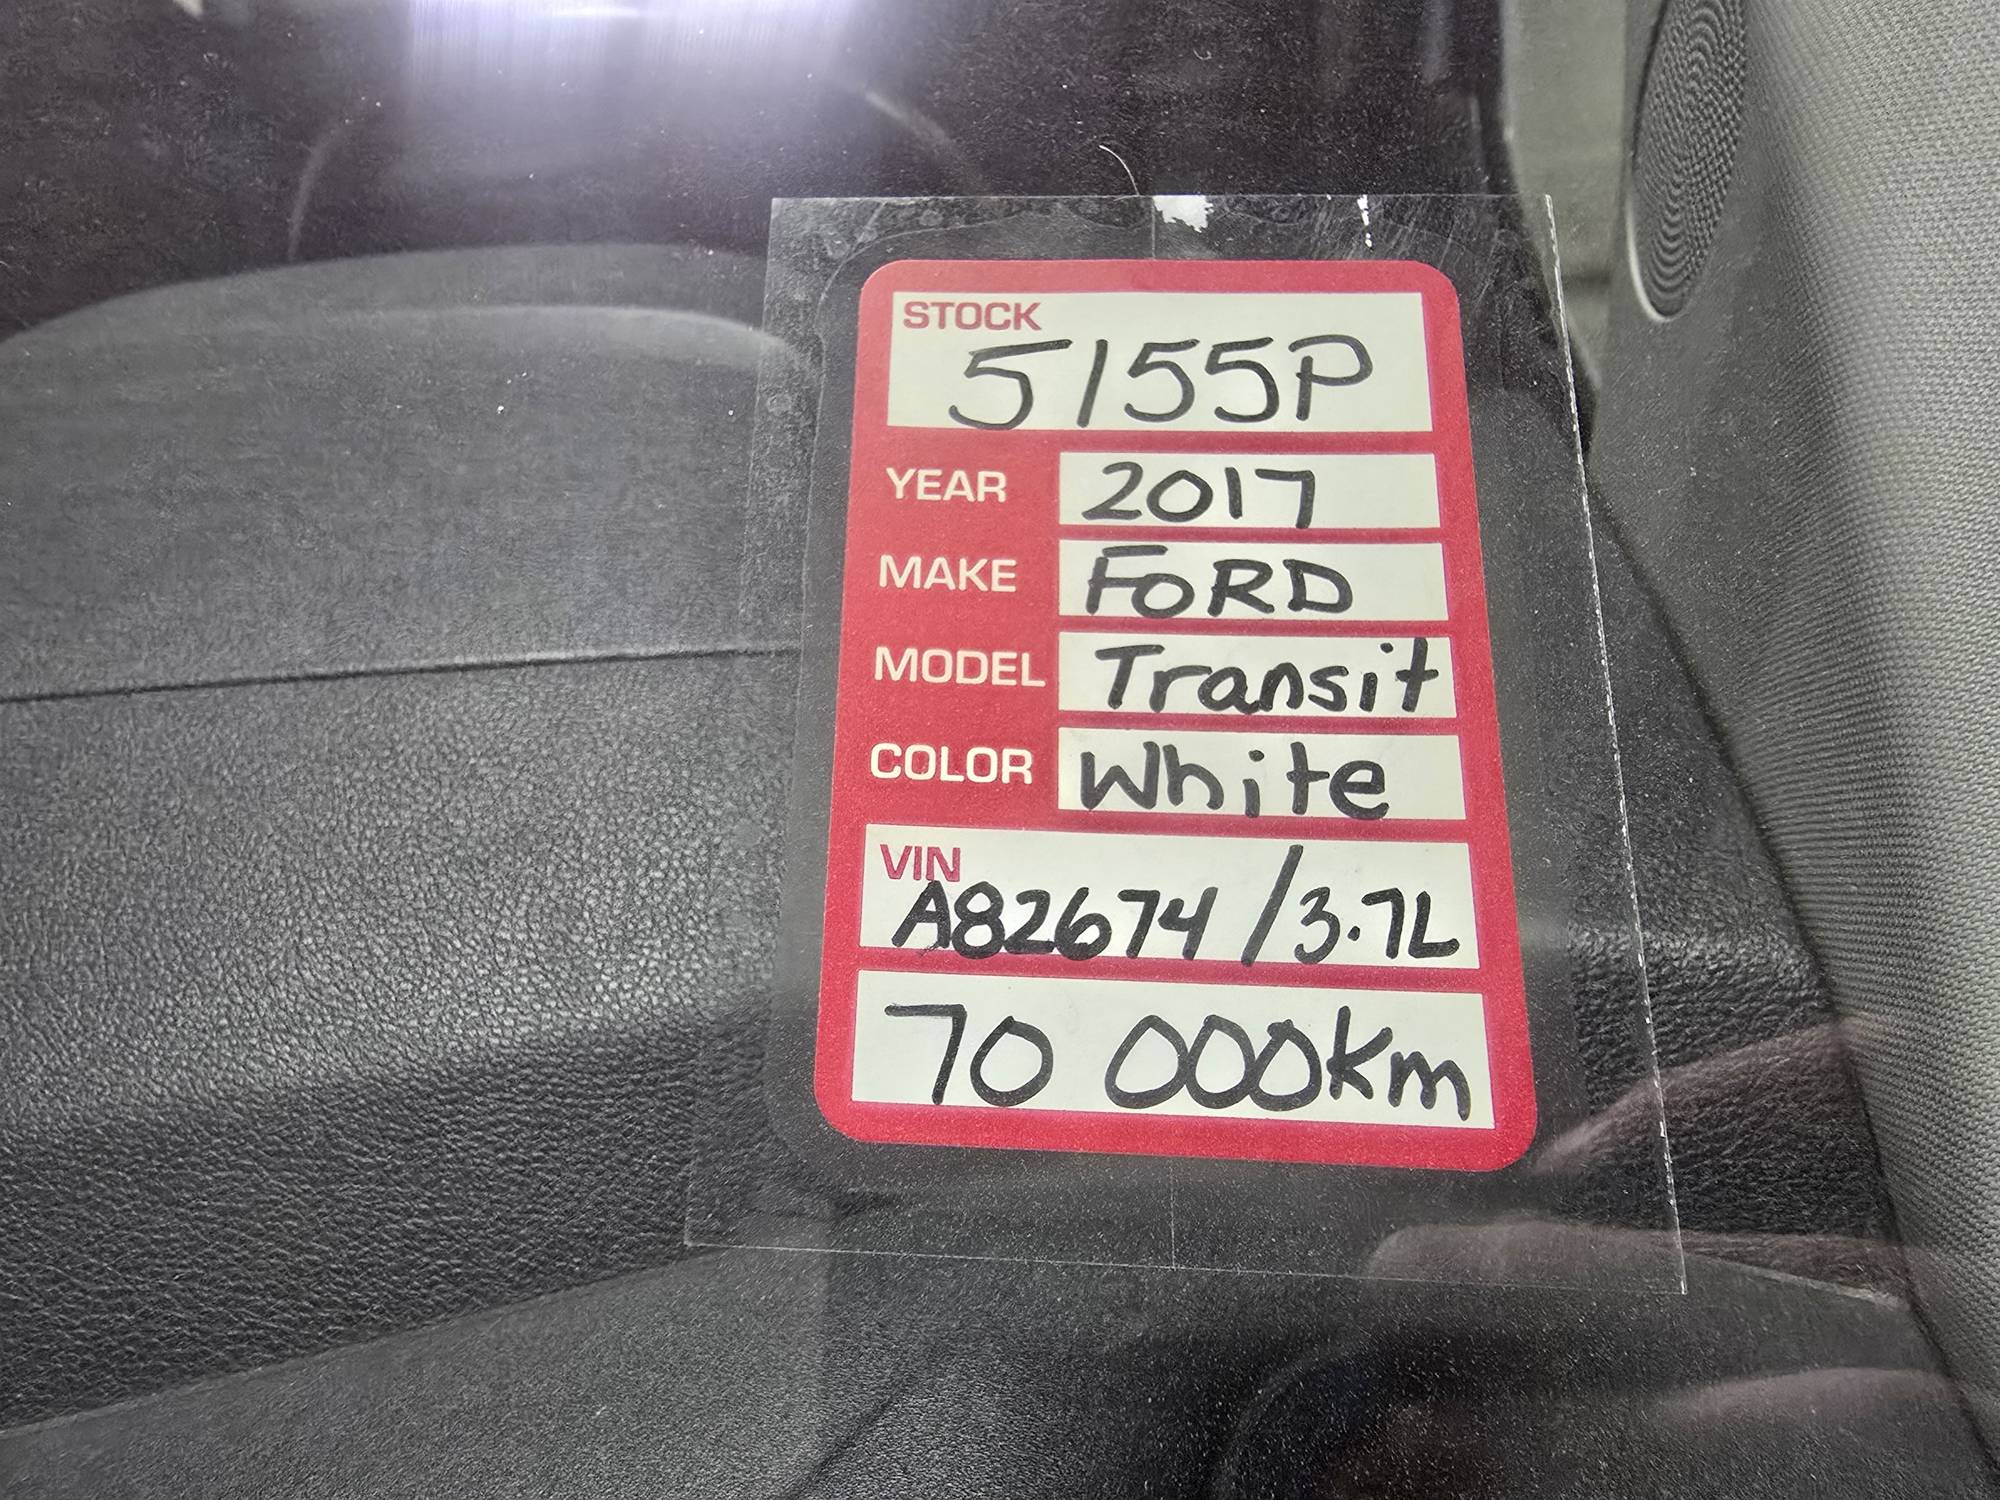 STOCK
5155P
YEAR 2017
MAKE FORD
MODEL Transit
COLOR White
VIN
A82674/3.7L
70 000km